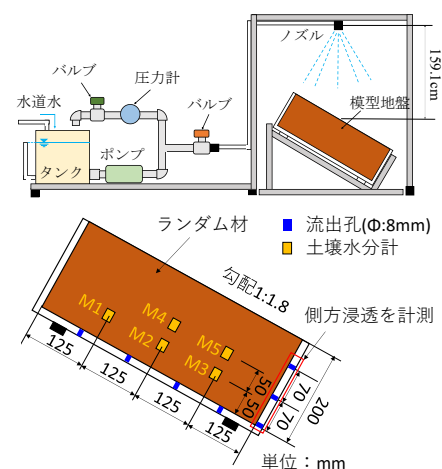 ノズル
159.1cm
バルブ
圧力計
バルブ
水道水
模型地盤
ポンプ
タンク
ランダム材
流出孔(Φ:8mm)
土壌水分計
勾配1:1.8
側方浸透を計測
M1
M4
M2
M5
M3
125
125
125
125
50
50
70
70
200
単位：mm